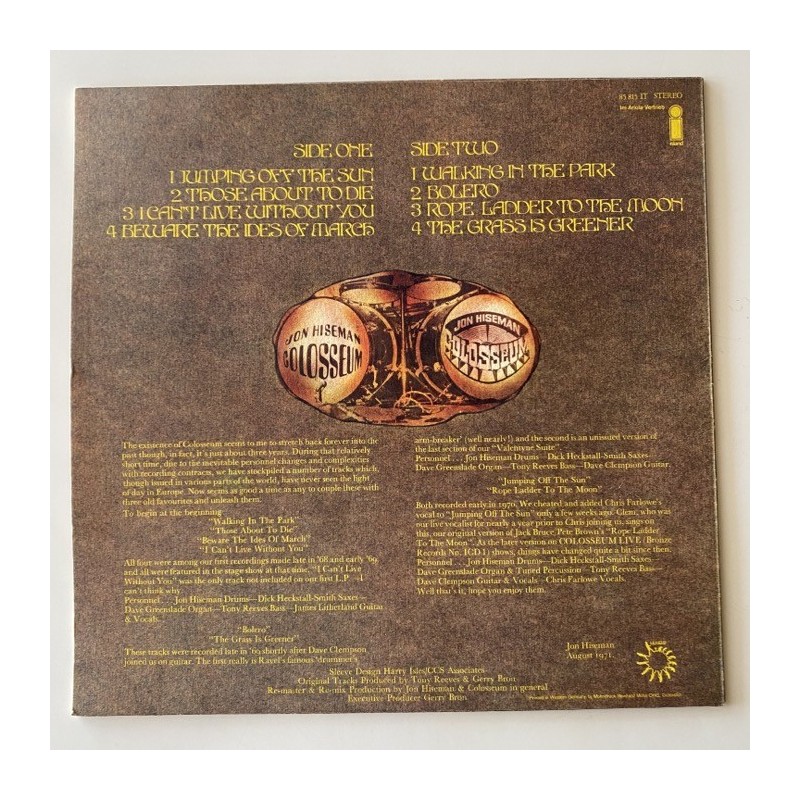 85 815 IT STEREO
Im Ariola-Vertrieb
i
island
SIDE ONE
1 JUMPING OFF THE SUN
2 THOSE ABOUT TO DIE
3 I CAN'T LIVE WITHOUT YOU
4 BEWARE THE IDES OF MARCH
SIDE TWO
1 WALKING IN THE PARK
2 BOLERO
3 ROPE LADDER TO THE MOON
4 THE GRASS IS GREENER
JON HISEMAN
COLOSSEUM
JON HISEMAN
COLOSSEUM
The existence of Colosseum seems to me to stretch back forever into the
past though, in fact, it's just about three years. During that relatively
short time, due to the inevitable personnel changes and complexities
with recording contracts, we have stockpiled a number of tracks which,
though issued in various parts of the world, have never seen the light
of day in Europe. Now seems as good a time as any to couple these with
three old favourites and unleash them.
To begin at the beginning
"Walking In The Park"
"Those About To Die"
"Beware The Ides Of March"
"I Can't Live Without You"
All four were among our first recordings made late in '68 and early '69
and all were featured in the stage show at that time. "I Can't Live
Without You" was the only track not included on our first L.P. —I
can't think why.
Personnel . . . Jon Hiseman Drums—Dick Heckstall-Smith Saxes—
Dave Greenslade Organ—Tony Reeves Bass—James Litherland Guitar
& Vocals.
"Bolero"
"The Grass Is Greener"
These tracks were recorded late in '69 shortly after Dave Clempson
joined us on guitar. The first really is Ravel's famous 'drummer's
arm-breaker' (well nearly!) and the second is an unissued version of
the last section of our "Valentyne Suite".
Personnel . . . Jon Hiseman Drums—Dick Heckstall-Smith Saxes—
Dave Greenslade Organ—Tony Reeves Bass—Dave Clempson Guitar.
"Jumping Off The Sun"
"Rope Ladder To The Moon"
Both recorded early in 1970. We cheated and added Chris Farlowe's
vocal to "Jumping Off The Sun" only a few weeks ago. Clem, who was
our live vocalist for nearly a year prior to Chris joining us, sings on
this, our original version of Jack Bruce/Pete Brown's "Rope Ladder
To The Moon". As the later version on COLOSSEUM LIVE (Bronze
Records No. ICD 1) shows, things have changed quite a bit since then.
Personnel . . . Jon Hiseman Drums—Dick Heckstall-Smith Saxes—
Dave Greenslade Organ & Tuned Percussion—Tony Reeves Bass—
Dave Clempson Guitar & Vocals—Chris Farlowe Vocals.
Well that's it, hope you enjoy them.
Jon Hiseman
August 1971.
Sleeve Design Harry Isles/CCS Associates
Original Tracks Produced by Tony Reeves & Gerry Bron
Re-master & Re-mix Production by Jon Hiseman & Colosseum in general
Executive Producer Gerry Bron